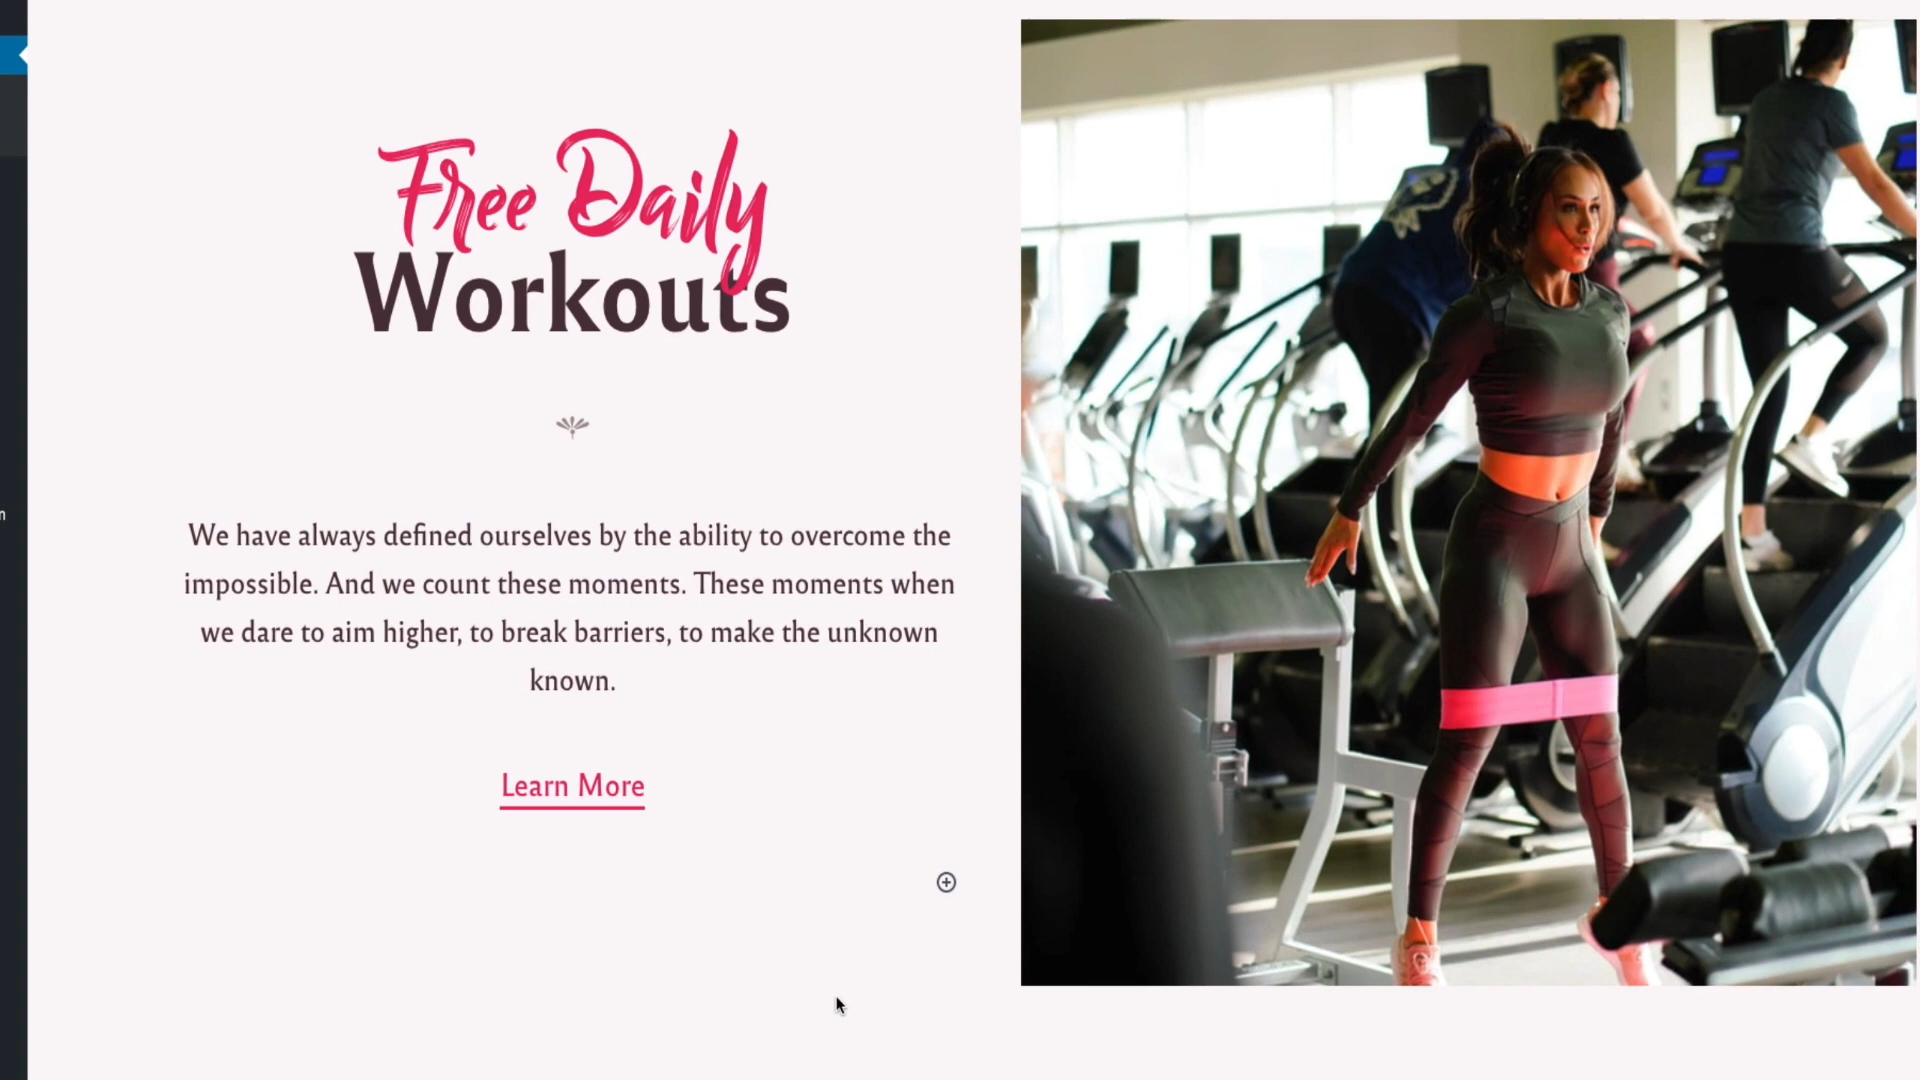 Free Daily
Workouts
n
We have always defined ourselves by the ability to overcome the
impossible. And we count these moments. These moments when
we dare to aim higher, to break barriers, to make the unknown
known.
Learn More